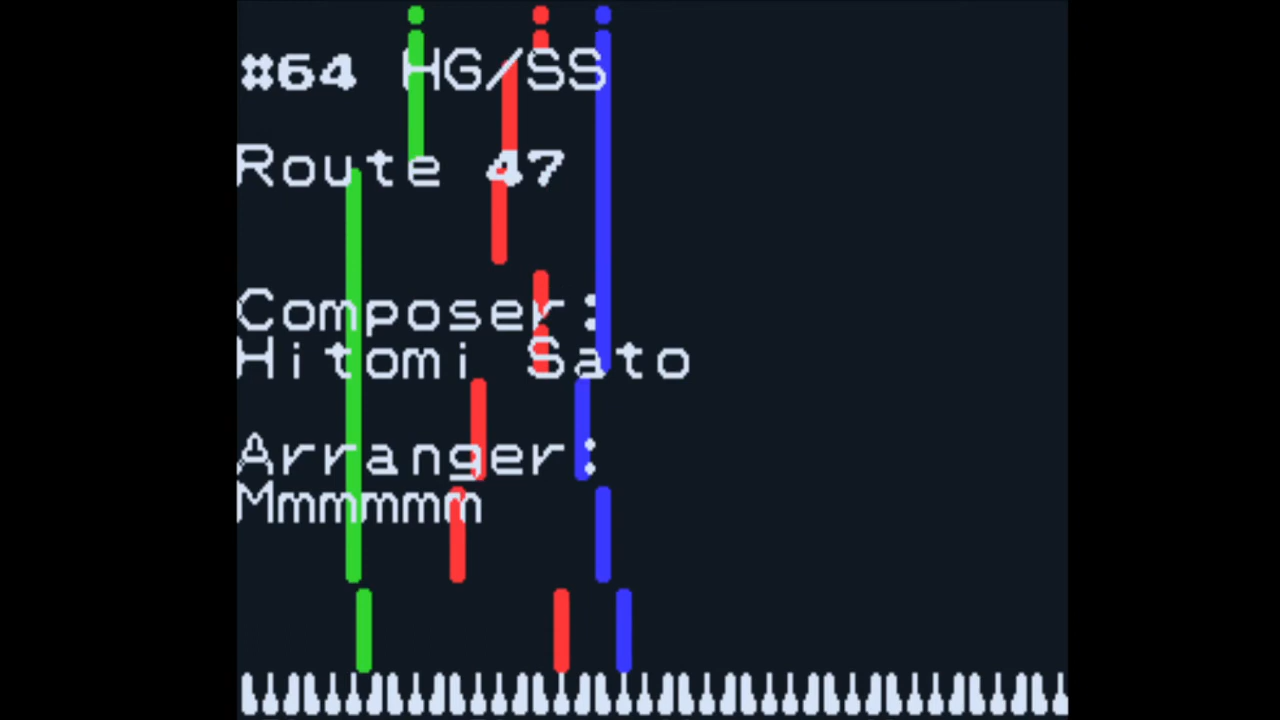 #64 HG/SS
Route 47
Composer:
Hitomi Sato
Arranger:
Mmmmmm